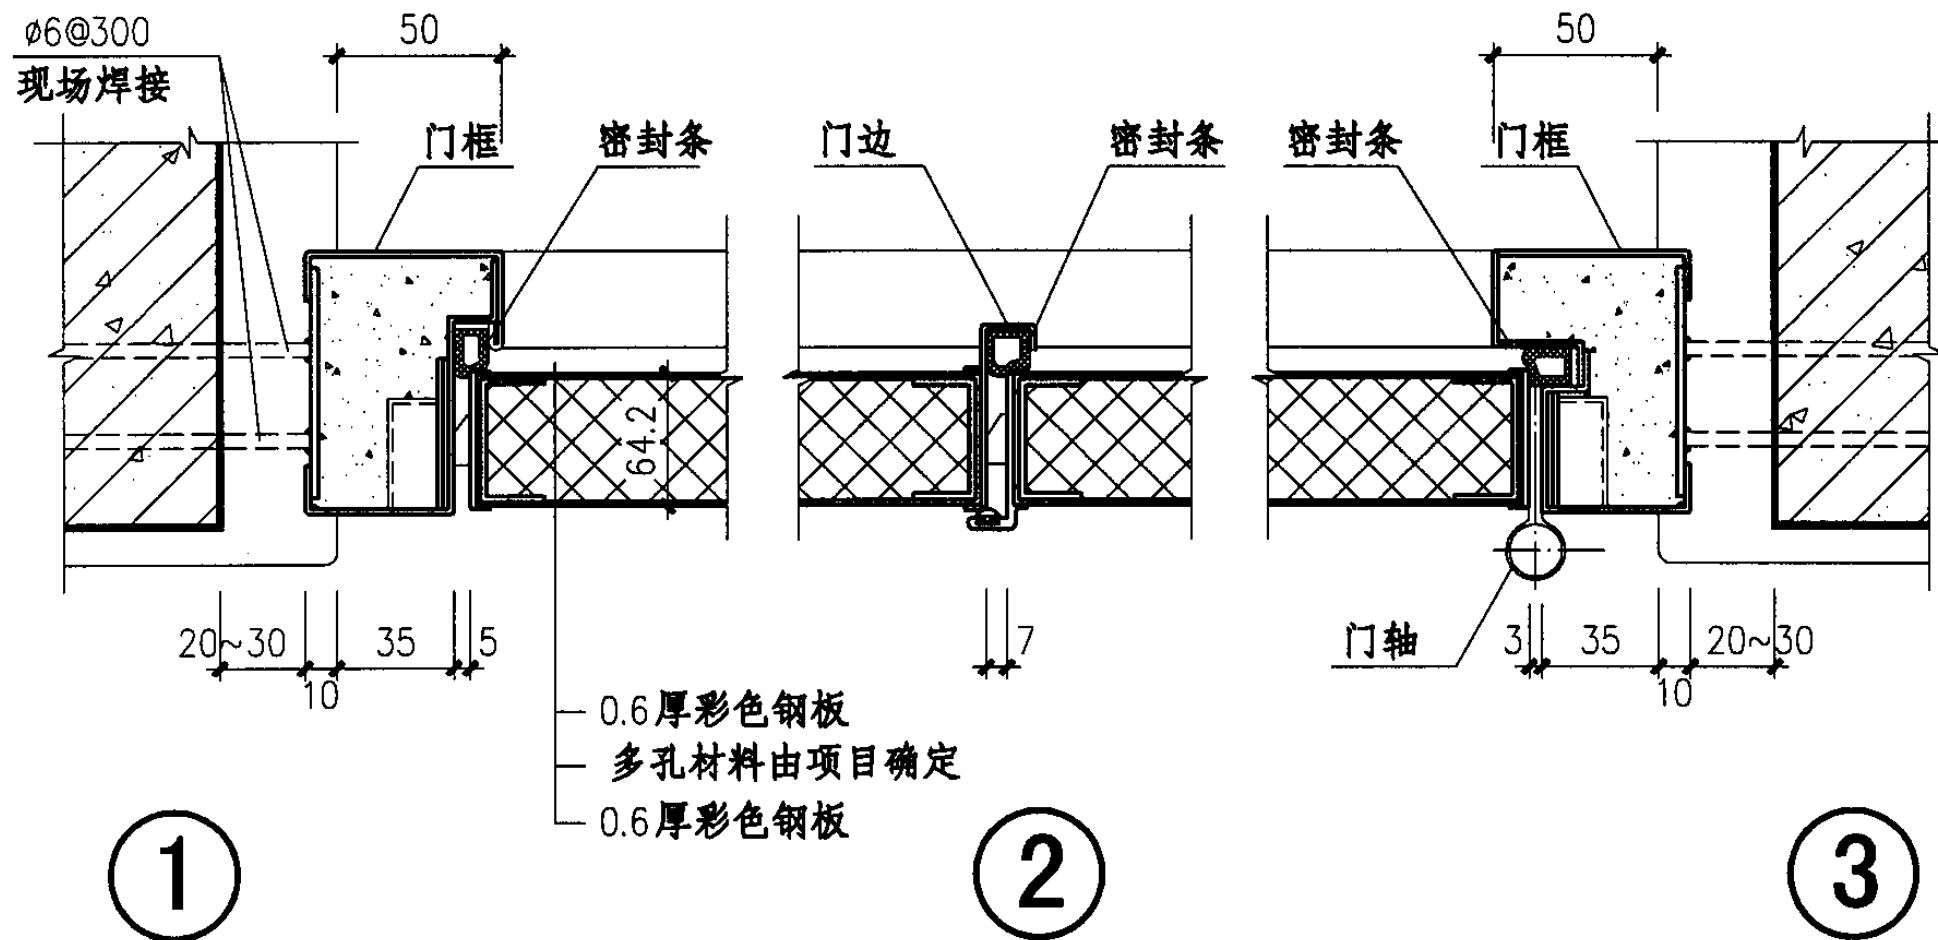 ø6@300
现场焊接
50
50
门框
密封条
门边
密封条
密封条
门框
64.2
20~30
10
35
5
7
门轴
3
35
10
20~30
0.6厚彩色钢板
多孔材料由项目确定
0.6厚彩色钢板
1
2
3